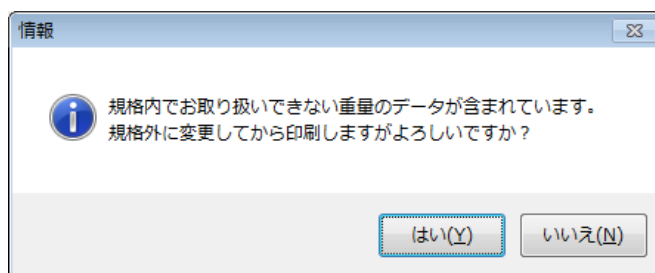 情報
規格内でお取り扱いできない重量のデータが含まれています。
規格外に変更してから印刷しますがよろしいですか？
はい(Y)
いいえ(N)